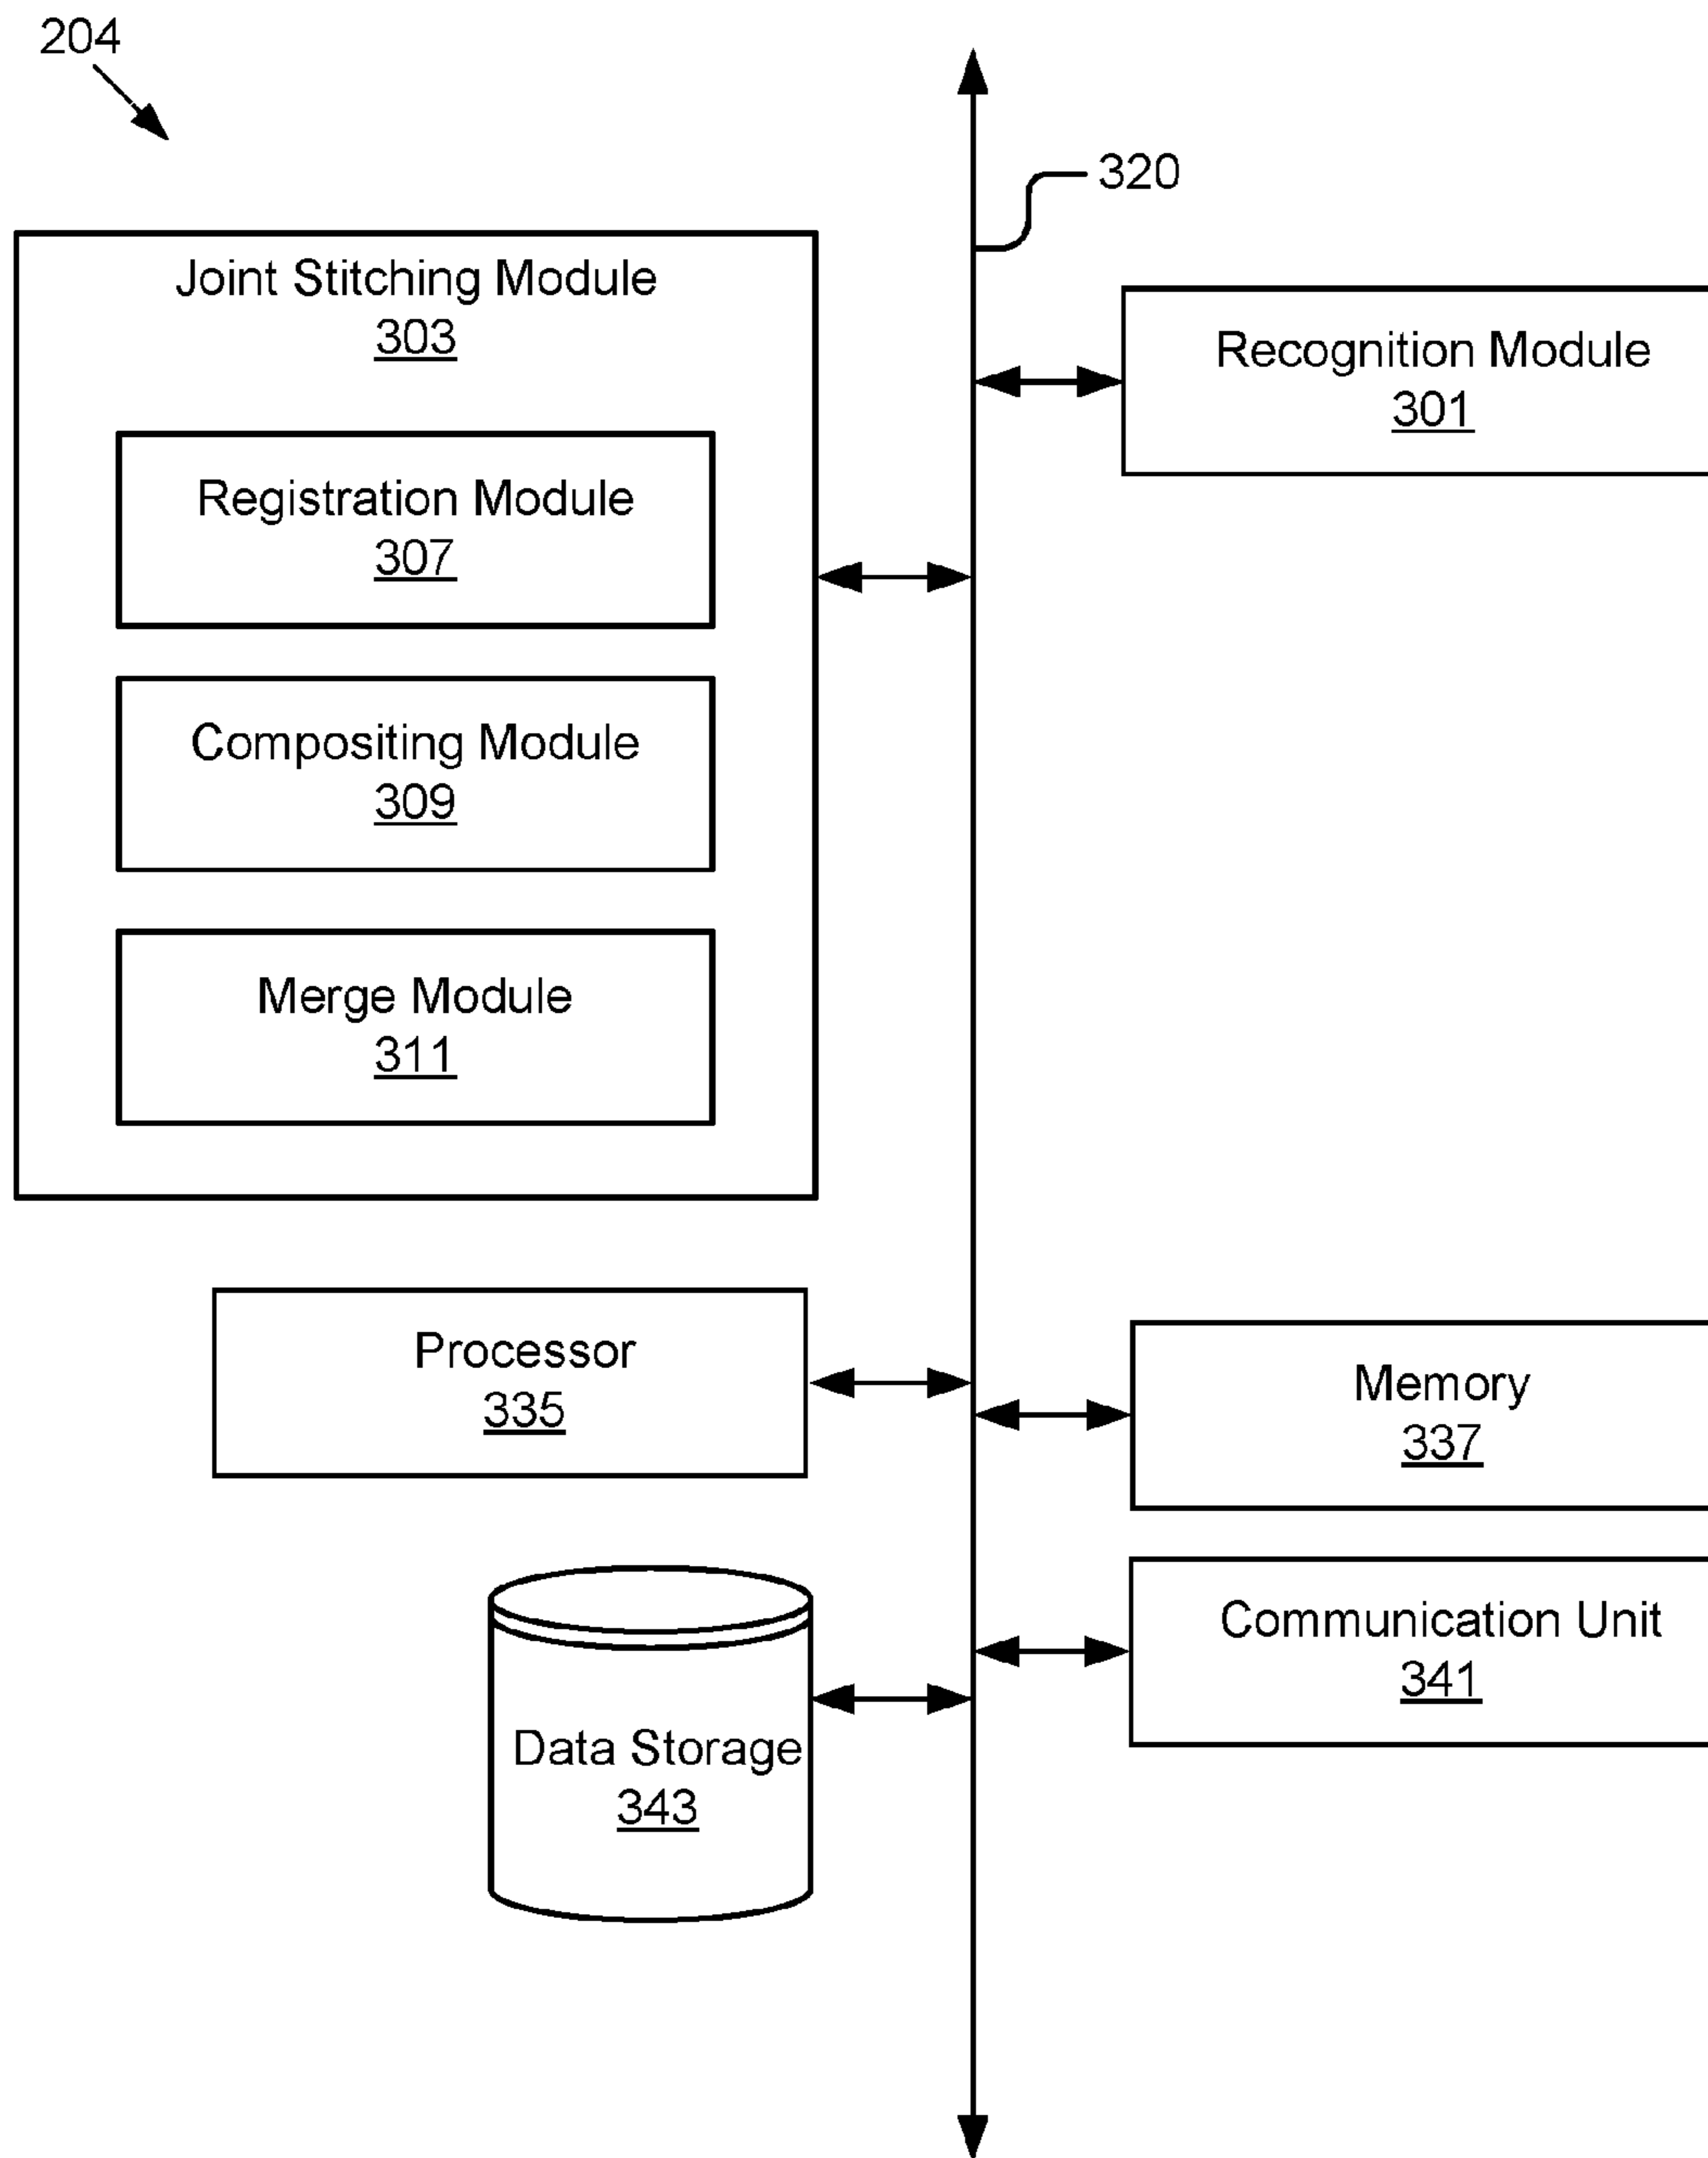 204
320
Joint Stitching Module
303
Recognition Module
301
Registration Module
307
Compositing Module
309
Merge Module
311
Processor
335
Memory
337
Communication Unit
341
Data Storage
343